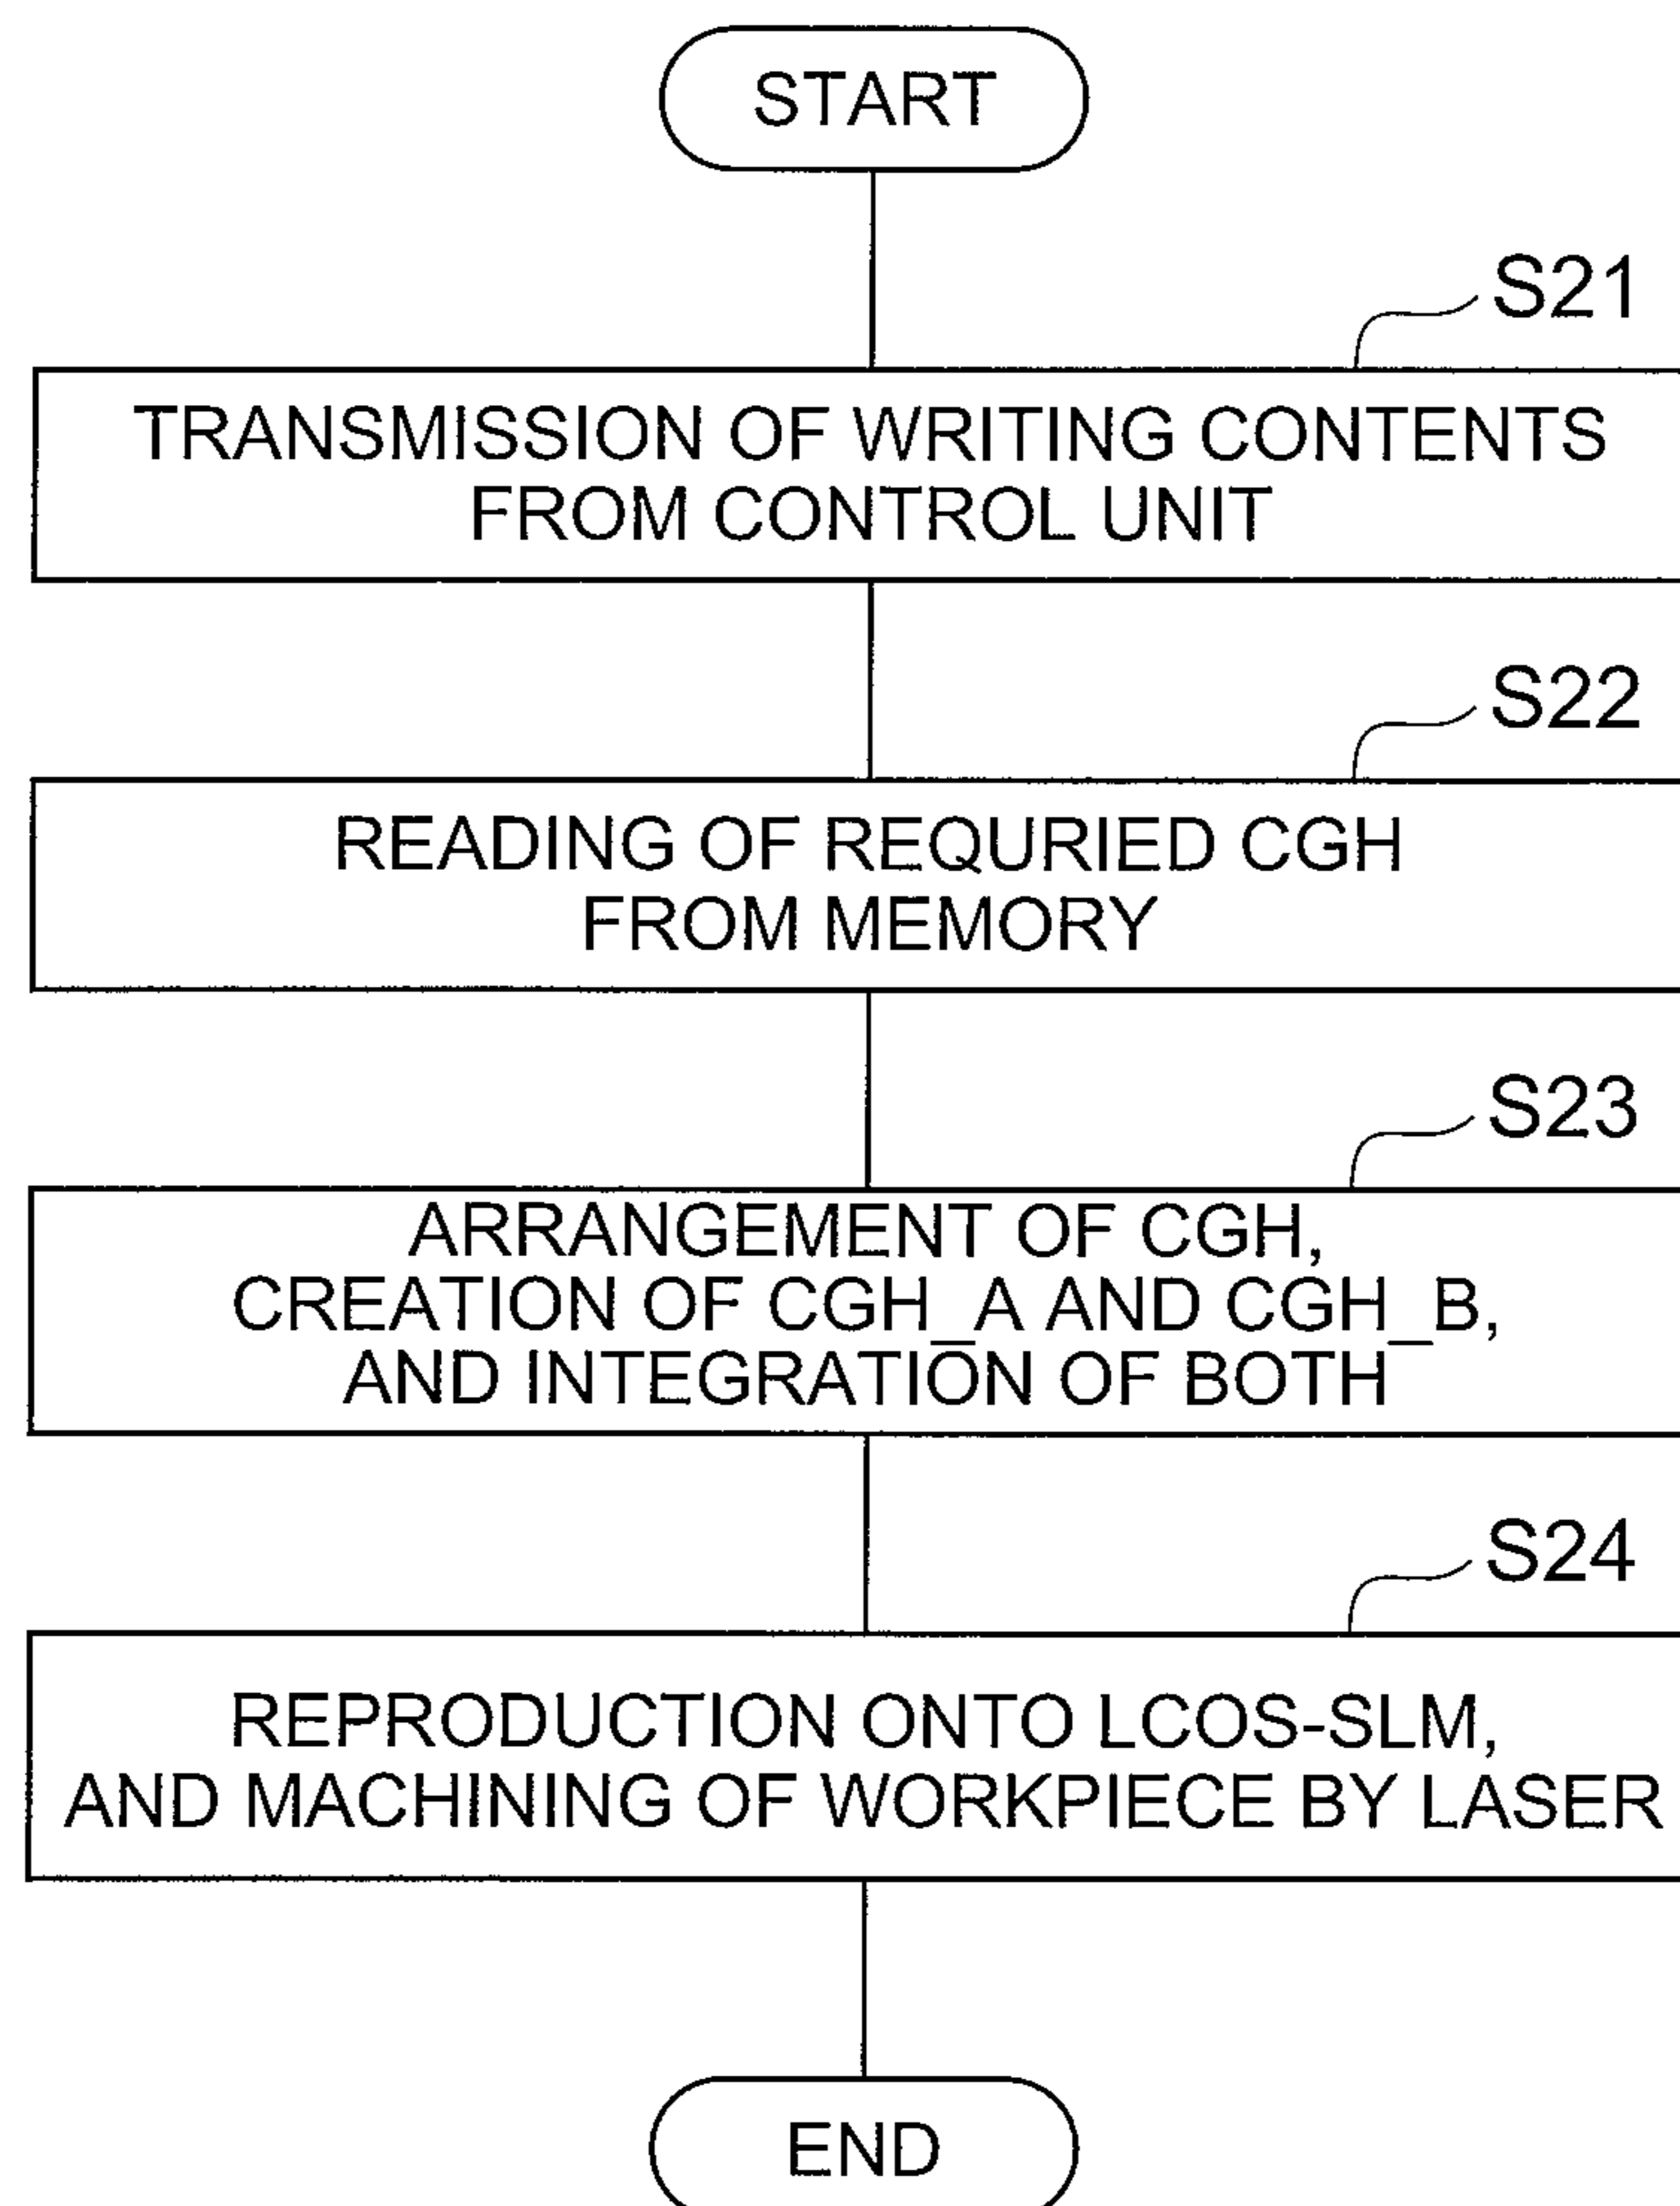 START
S21
TRANSMISSION OF WRITING CONTENTS
FROM CONTROL UNIT
S22
READING OF REQURIED CGH
FROM MEMORY
S23
ARRANGEMENT OF CGH,
CREATION OF CGH_A AND CGH_B,
AND INTEGRATION OF BOTH
S24
REPRODUCTION ONTO LCOS-SLM,
AND MACHINING OF WORKPIECE BY LASER
END